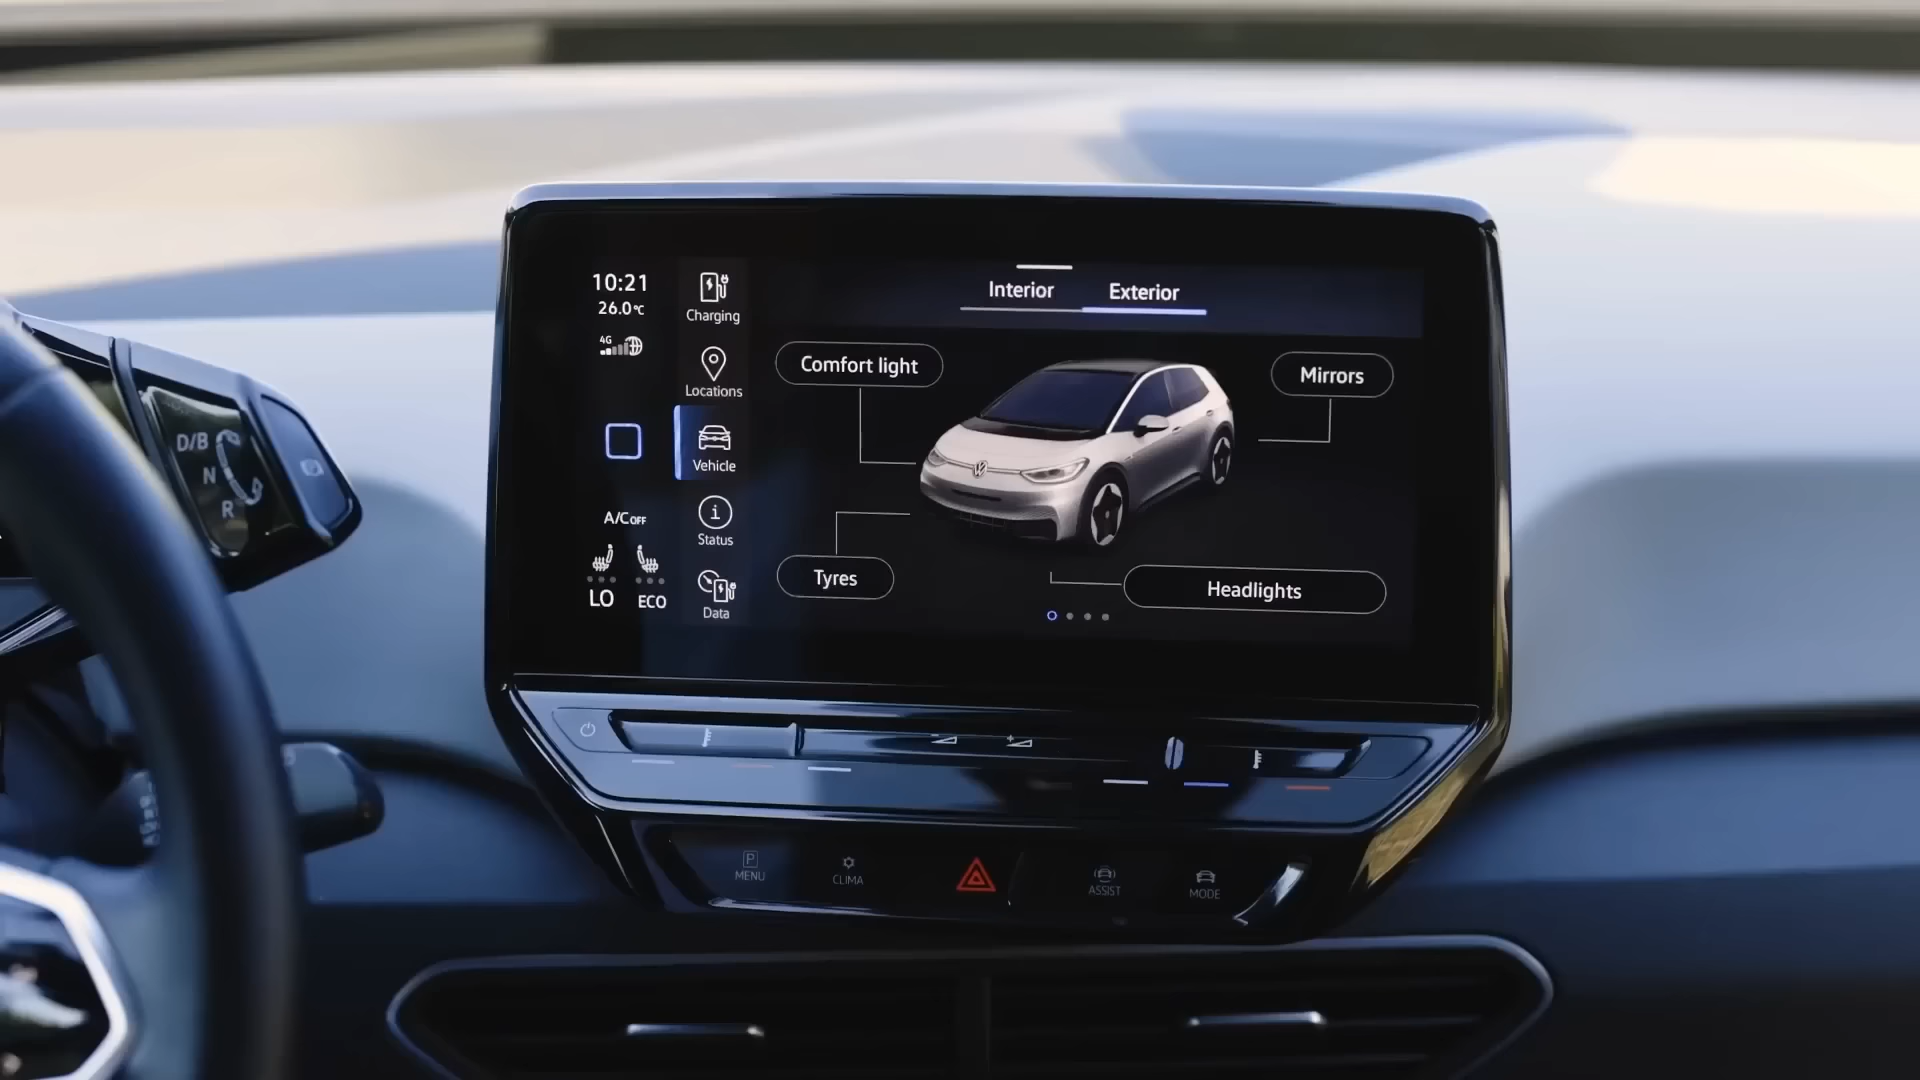 10:21
26.0°C
4G
A/C OFF
LO
ECO
Charging
Locations
Vehicle
Status
Data
Interior
Exterior
Comfort light
Mirrors
Tyres
Headlights
D/B
N
R
P
MENU
CLIMA
ASSIST
MODE